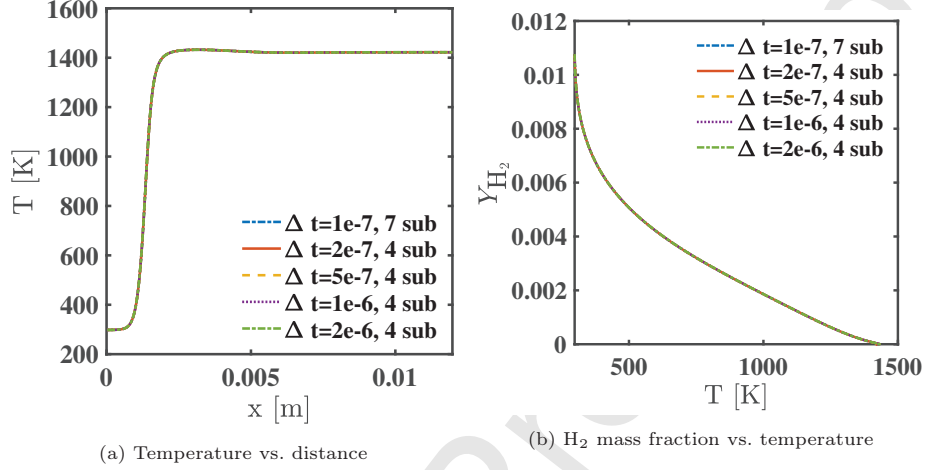 T [K]
1600
1400
1200
1000
800
600
400
200
0
0.005
0.01
x [m]
Δ t=1e-7, 7 sub
Δ t=2e-7, 4 sub
Δ t=5e-7, 4 sub
Δ t=1e-6, 4 sub
Δ t=2e-6, 4 sub
(a) Temperature vs. distance
Y_{H_2}
0.012
0.01
0.008
0.006
0.004
0.002
0
500
1000
1500
T [K]
Δ t=1e-7, 7 sub
Δ t=2e-7, 4 sub
Δ t=5e-7, 4 sub
Δ t=1e-6, 4 sub
Δ t=2e-6, 4 sub
(b) H₂ mass fraction vs. temperature